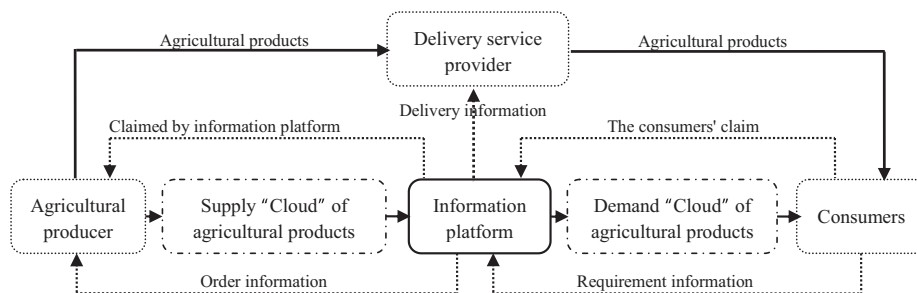 Agricultural products
Delivery service
provider
Agricultural products
Delivery information
Claimed by information platform
The consumers' claim
Agricultural
producer
Supply “Cloud” of
agricultural products
Information
platform
Demand “Cloud” of
agricultural products
Consumers
Order information
Requirement information